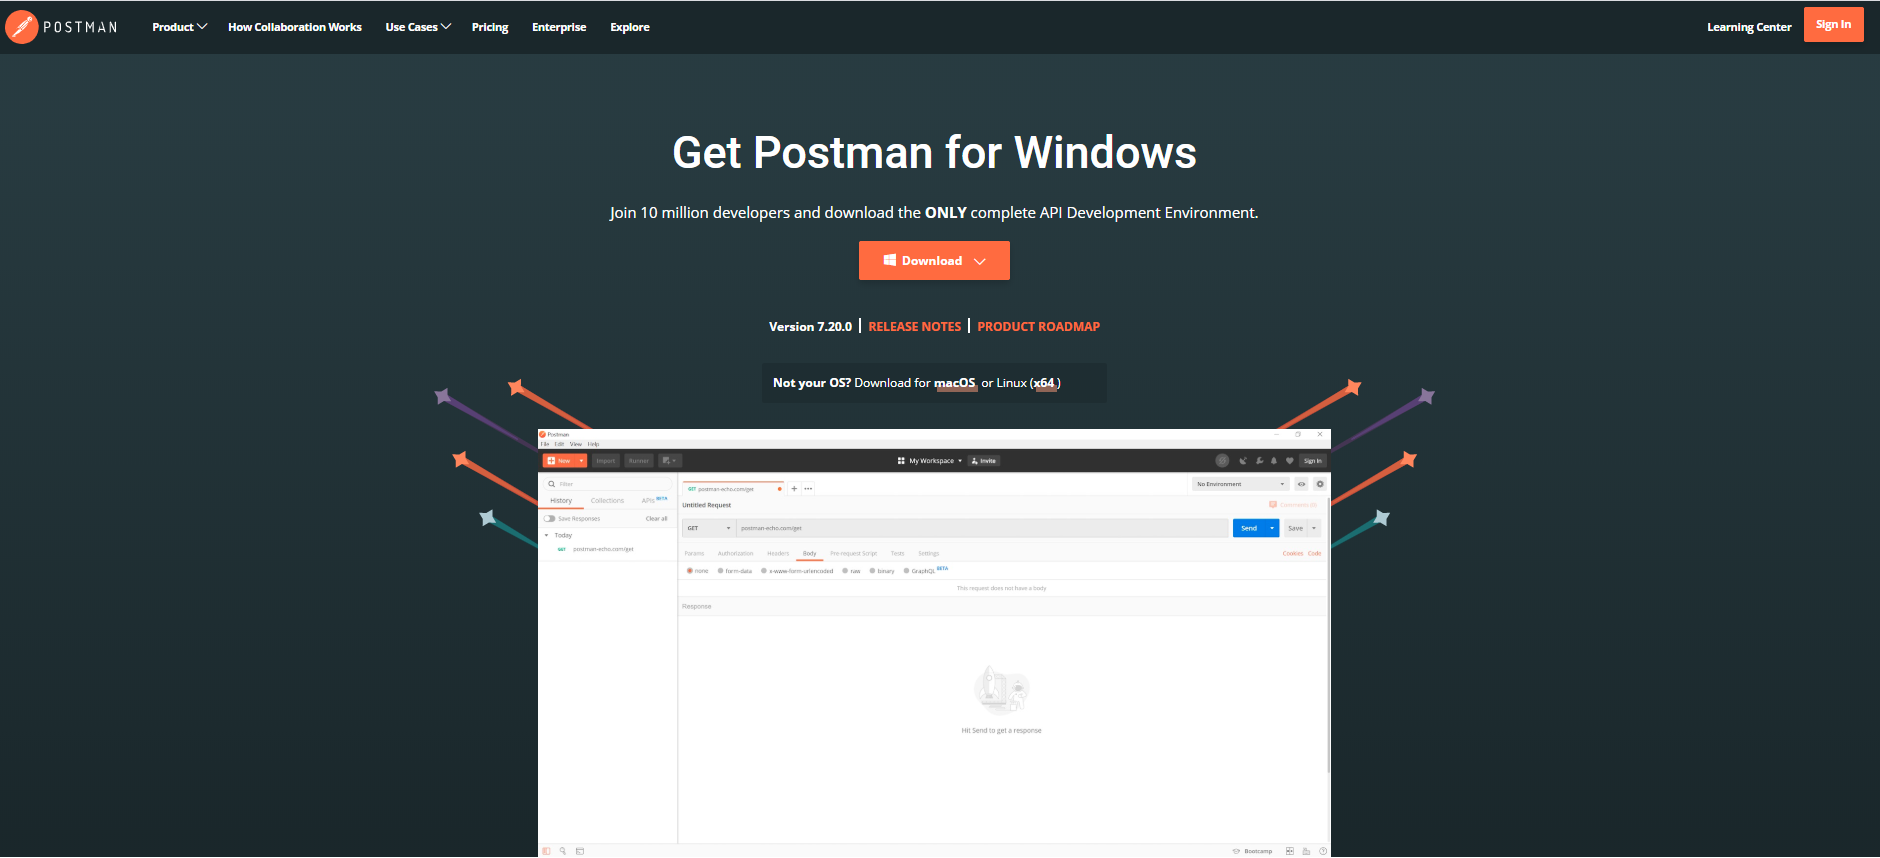 POSTMAN Product How Collaboration Works Use Cases Pricing Enterprise Explore Learning Center Sign In
Get Postman for Windows
Join 10 million developers and download the ONLY complete API Development Environment.
Download
Version 7.20.0 RELEASE NOTES PRODUCT ROADMAP
Not your OS? Download for macOS or Linux (x64)
Postman
File Edit View Help
New Import Runner My Workspace Invite Sign In
Filter
History Collections APIs BETA
Save Responses Clear all
Today
GET postman-echo.com/get
GET postman-echo.com/get No Environment
Untitled Request Comments (0)
GET postman-echo.com/get Send Save
Params Authorization Headers Body Pre-request Script Tests Settings Cookies Code
none form-data x-www-form-urlencoded raw binary GraphQL BETA
This request does not have a body
Response
Hit Send to get a response
Bootcamp